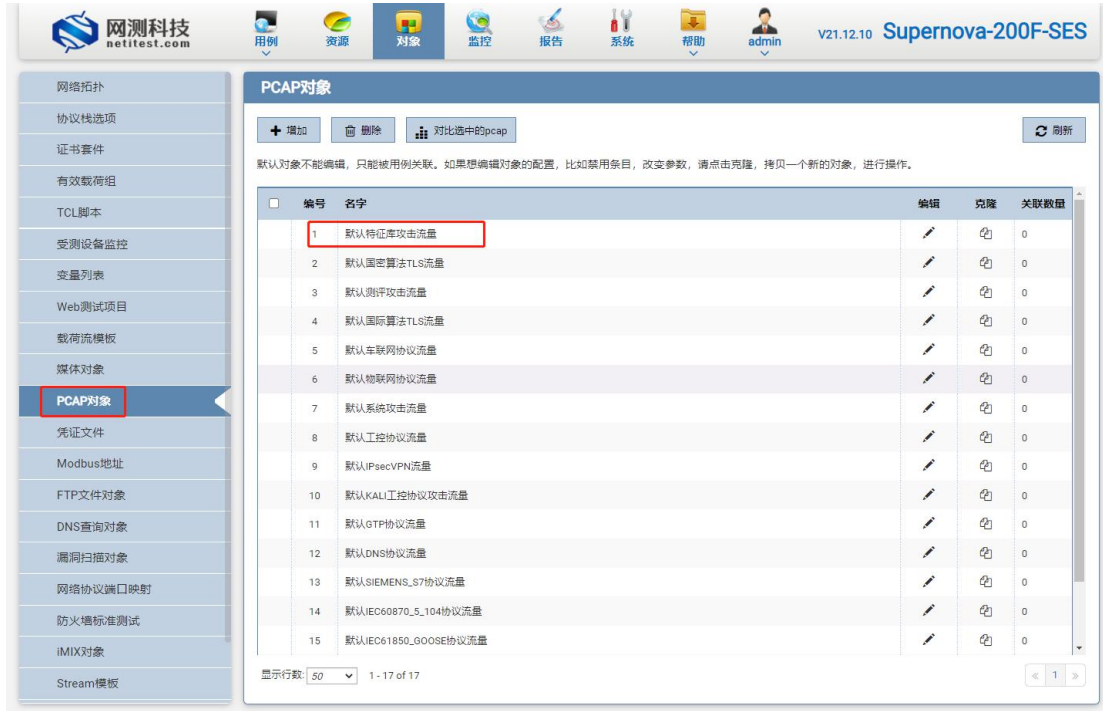 网测科技
netitest.com
用例
资源
对象
监控
报告
系统
帮助
admin
V21.12.10 Supernova-200F-SES
网络拓扑
协议栈选项
证书套件
有效载荷组
TCL脚本
受测设备监控
变量列表
Web测试项目
载荷流模板
媒体对象
PCAP对象
凭证文件
Modbus地址
FTP文件对象
DNS查询对象
漏洞扫描对象
网络协议端口映射
防火墙标准测试
iMIX对象
Stream模板
PCAP对象
增加 删除 对比选中的pcap 刷新
默认对象不能编辑，只能被用例关联。如果想编辑对象的配置，比如禁用条目，改变参数，请点击克隆，拷贝一个新的对象，进行操作。
编号 名字 编辑 克隆 关联数量
1 默认特征库攻击流量 0
2 默认国密算法TLS流量 0
3 默认测评攻击流量 0
4 默认国际算法TLS流量 0
5 默认车联网协议流量 0
6 默认物联网协议流量 0
7 默认系统攻击流量 0
8 默认工控协议流量 0
9 默认IPsecVPN流量 0
10 默认KALI工控协议攻击流量 0
11 默认GTP协议流量 0
12 默认DNS协议流量 0
13 默认SIEMENS_S7协议流量 0
14 默认IEC60870_5_104协议流量 0
15 默认IEC61850_GOOSE协议流量 0
显示行数: 50 1 - 17 of 17 « 1 »